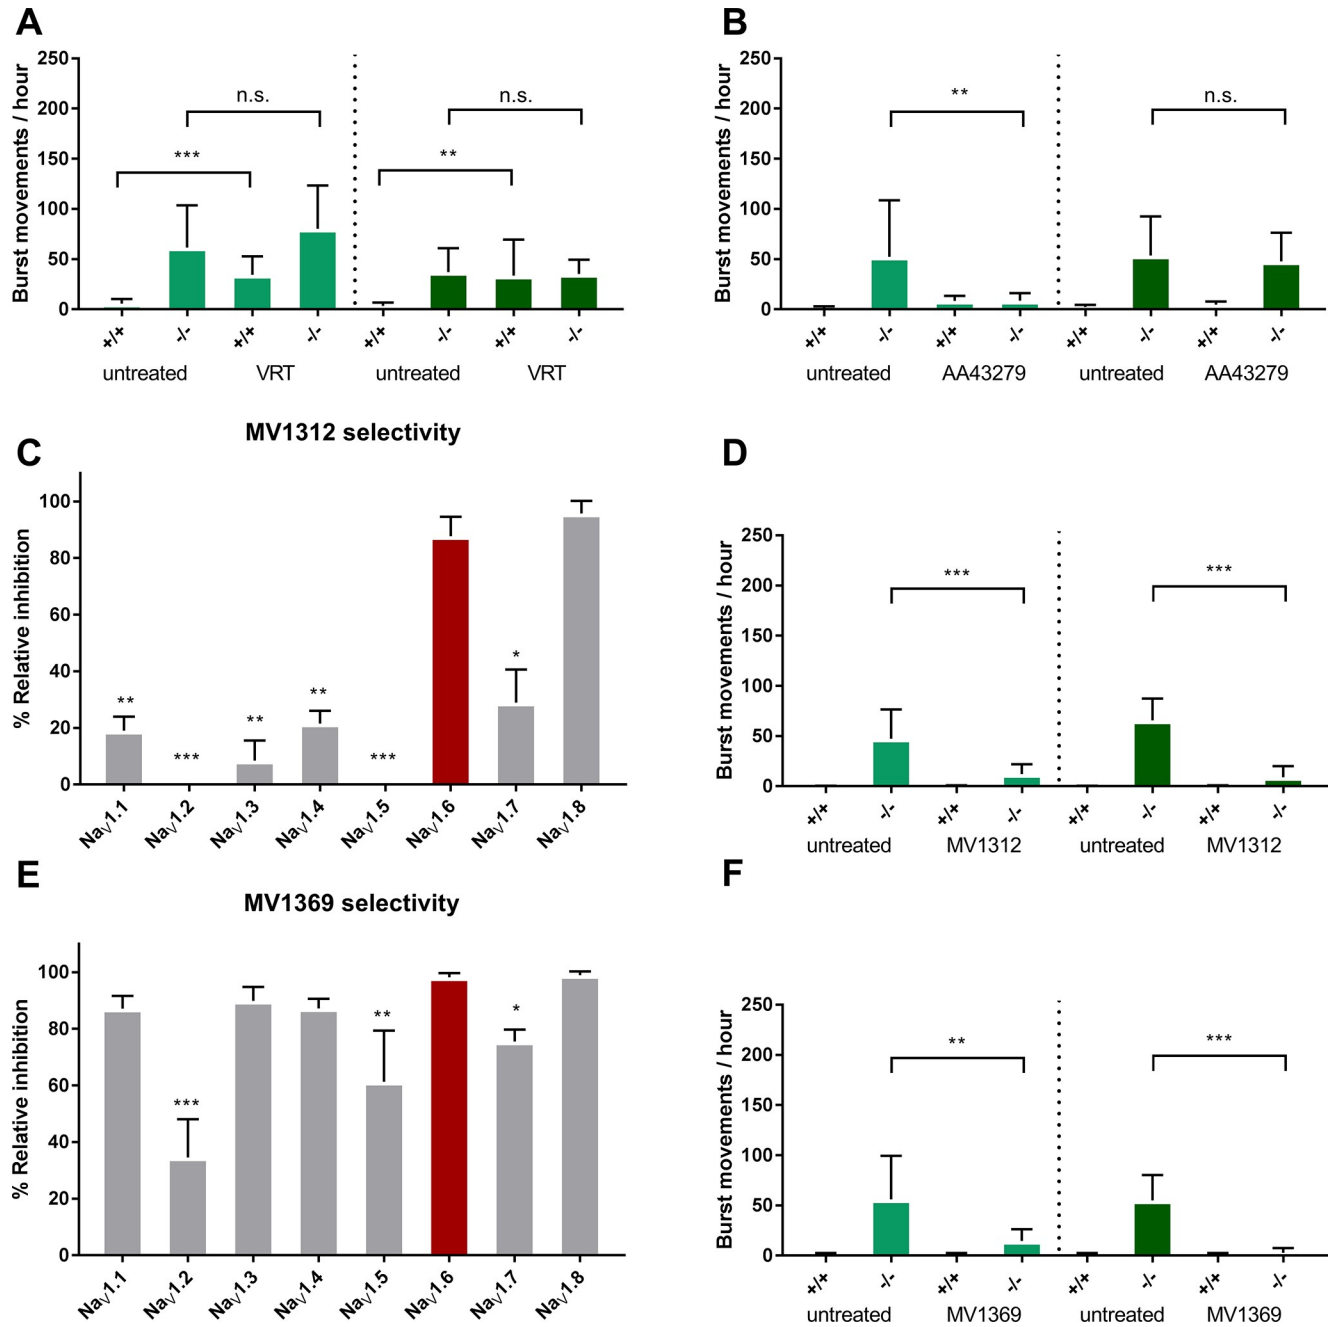 A
Burst movements / hour
250
200
150
100
50
0
n.s.
***
n.s.
**
+/+ -/- +/+ -/- +/+ -/- +/+ -/-
untreated VRT untreated VRT
B
Burst movements / hour
250
200
150
100
50
0
**
n.s.
+/+ -/- +/+ -/- +/+ -/- +/+ -/-
untreated AA43279 untreated AA43279
C
MV1312 selectivity
% Relative inhibition
100
80
60
40
20
0
** *** ** ** *** *
NaV1.1 NaV1.2 NaV1.3 NaV1.4 NaV1.5 NaV1.6 NaV1.7 NaV1.8
D
Burst movements / hour
250
200
150
100
50
0
*** ***
+/+ -/- +/+ -/- +/+ -/- +/+ -/-
untreated MV1312 untreated MV1312
E
MV1369 selectivity
% Relative inhibition
100
80
60
40
20
0
*** ** *
NaV1.1 NaV1.2 NaV1.3 NaV1.4 NaV1.5 NaV1.6 NaV1.7 NaV1.8
F
Burst movements / hour
250
200
150
100
50
0
** ***
+/+ -/- +/+ -/- +/+ -/- +/+ -/-
untreated MV1369 untreated MV1369